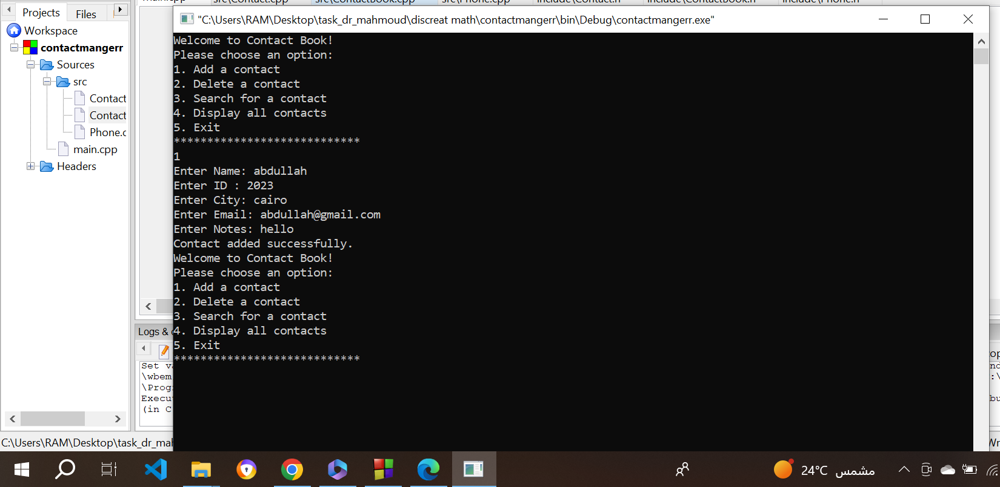 Projects
Files
Workspace
contactmangerr
Sources
src
Contact
Contact
Phone.c
main.cpp
Headers
"C:\Users\RAM\Desktop\task_dr_mahmoud\discreat math\contactmangerr\bin\Debug\contactmangerr.exe"
Welcome to Contact Book!
Please choose an option:
1. Add a contact
2. Delete a contact
3. Search for a contact
4. Display all contacts
5. Exit
****************************
1
Enter Name: abdullah
Enter ID : 2023
Enter City: cairo
Enter Email: abdullah@gmail.com
Enter Notes: hello
Contact added successfully.
Welcome to Contact Book!
Please choose an option:
1. Add a contact
2. Delete a contact
3. Search for a contact
4. Display all contacts
5. Exit
****************************
Logs &
Set va
\wbem
\Prog
Execu
(in C
C:\Users\RAM\Desktop\task_dr_mah
24°C مشمس